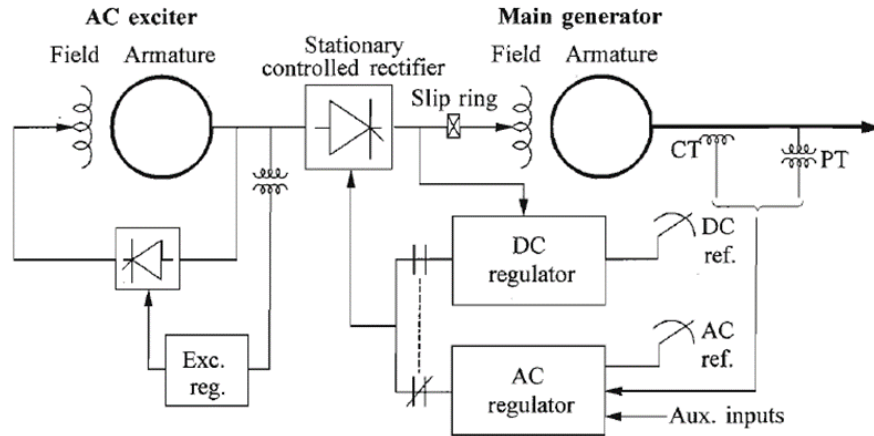 AC exciter
Main generator
Field
Armature
Stationary
controlled rectifier
Field
Armature
Slip ring
CT
PT
DC
regulator
DC
ref.
Exc.
reg.
AC
regulator
AC
ref.
Aux. inputs